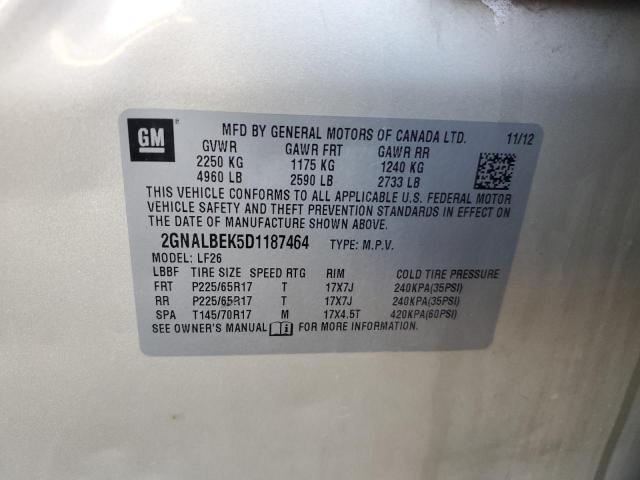 GM
MFD BY GENERAL MOTORS OF CANADA LTD. 11/12
GVWR GAWR FRT GAWR RR
2250 KG 1175 KG 1240 KG
4960 LB 2590 LB 2733 LB
THIS VEHICLE CONFORMS TO ALL APPLICABLE U.S. FEDERAL MOTOR
VEHICLE SAFETY AND THEFT PREVENTION STANDARDS IN EFFECT ON
THE DATE OF MANUFACTURE SHOWN ABOVE.
2GNALBEK5D1187464 TYPE: M.P.V.
MODEL: LF26
LBBF TIRE SIZE SPEED RTG RIM COLD TIRE PRESSURE
FRT P225/65R17 T 17X7J 240KPA(35PSI)
RR P225/65R17 T 17X7J 240KPA(35PSI)
SPA T145/70R17 M 17X4.5T 420KPA(60PSI)
SEE OWNER'S MANUAL FOR MORE INFORMATION.